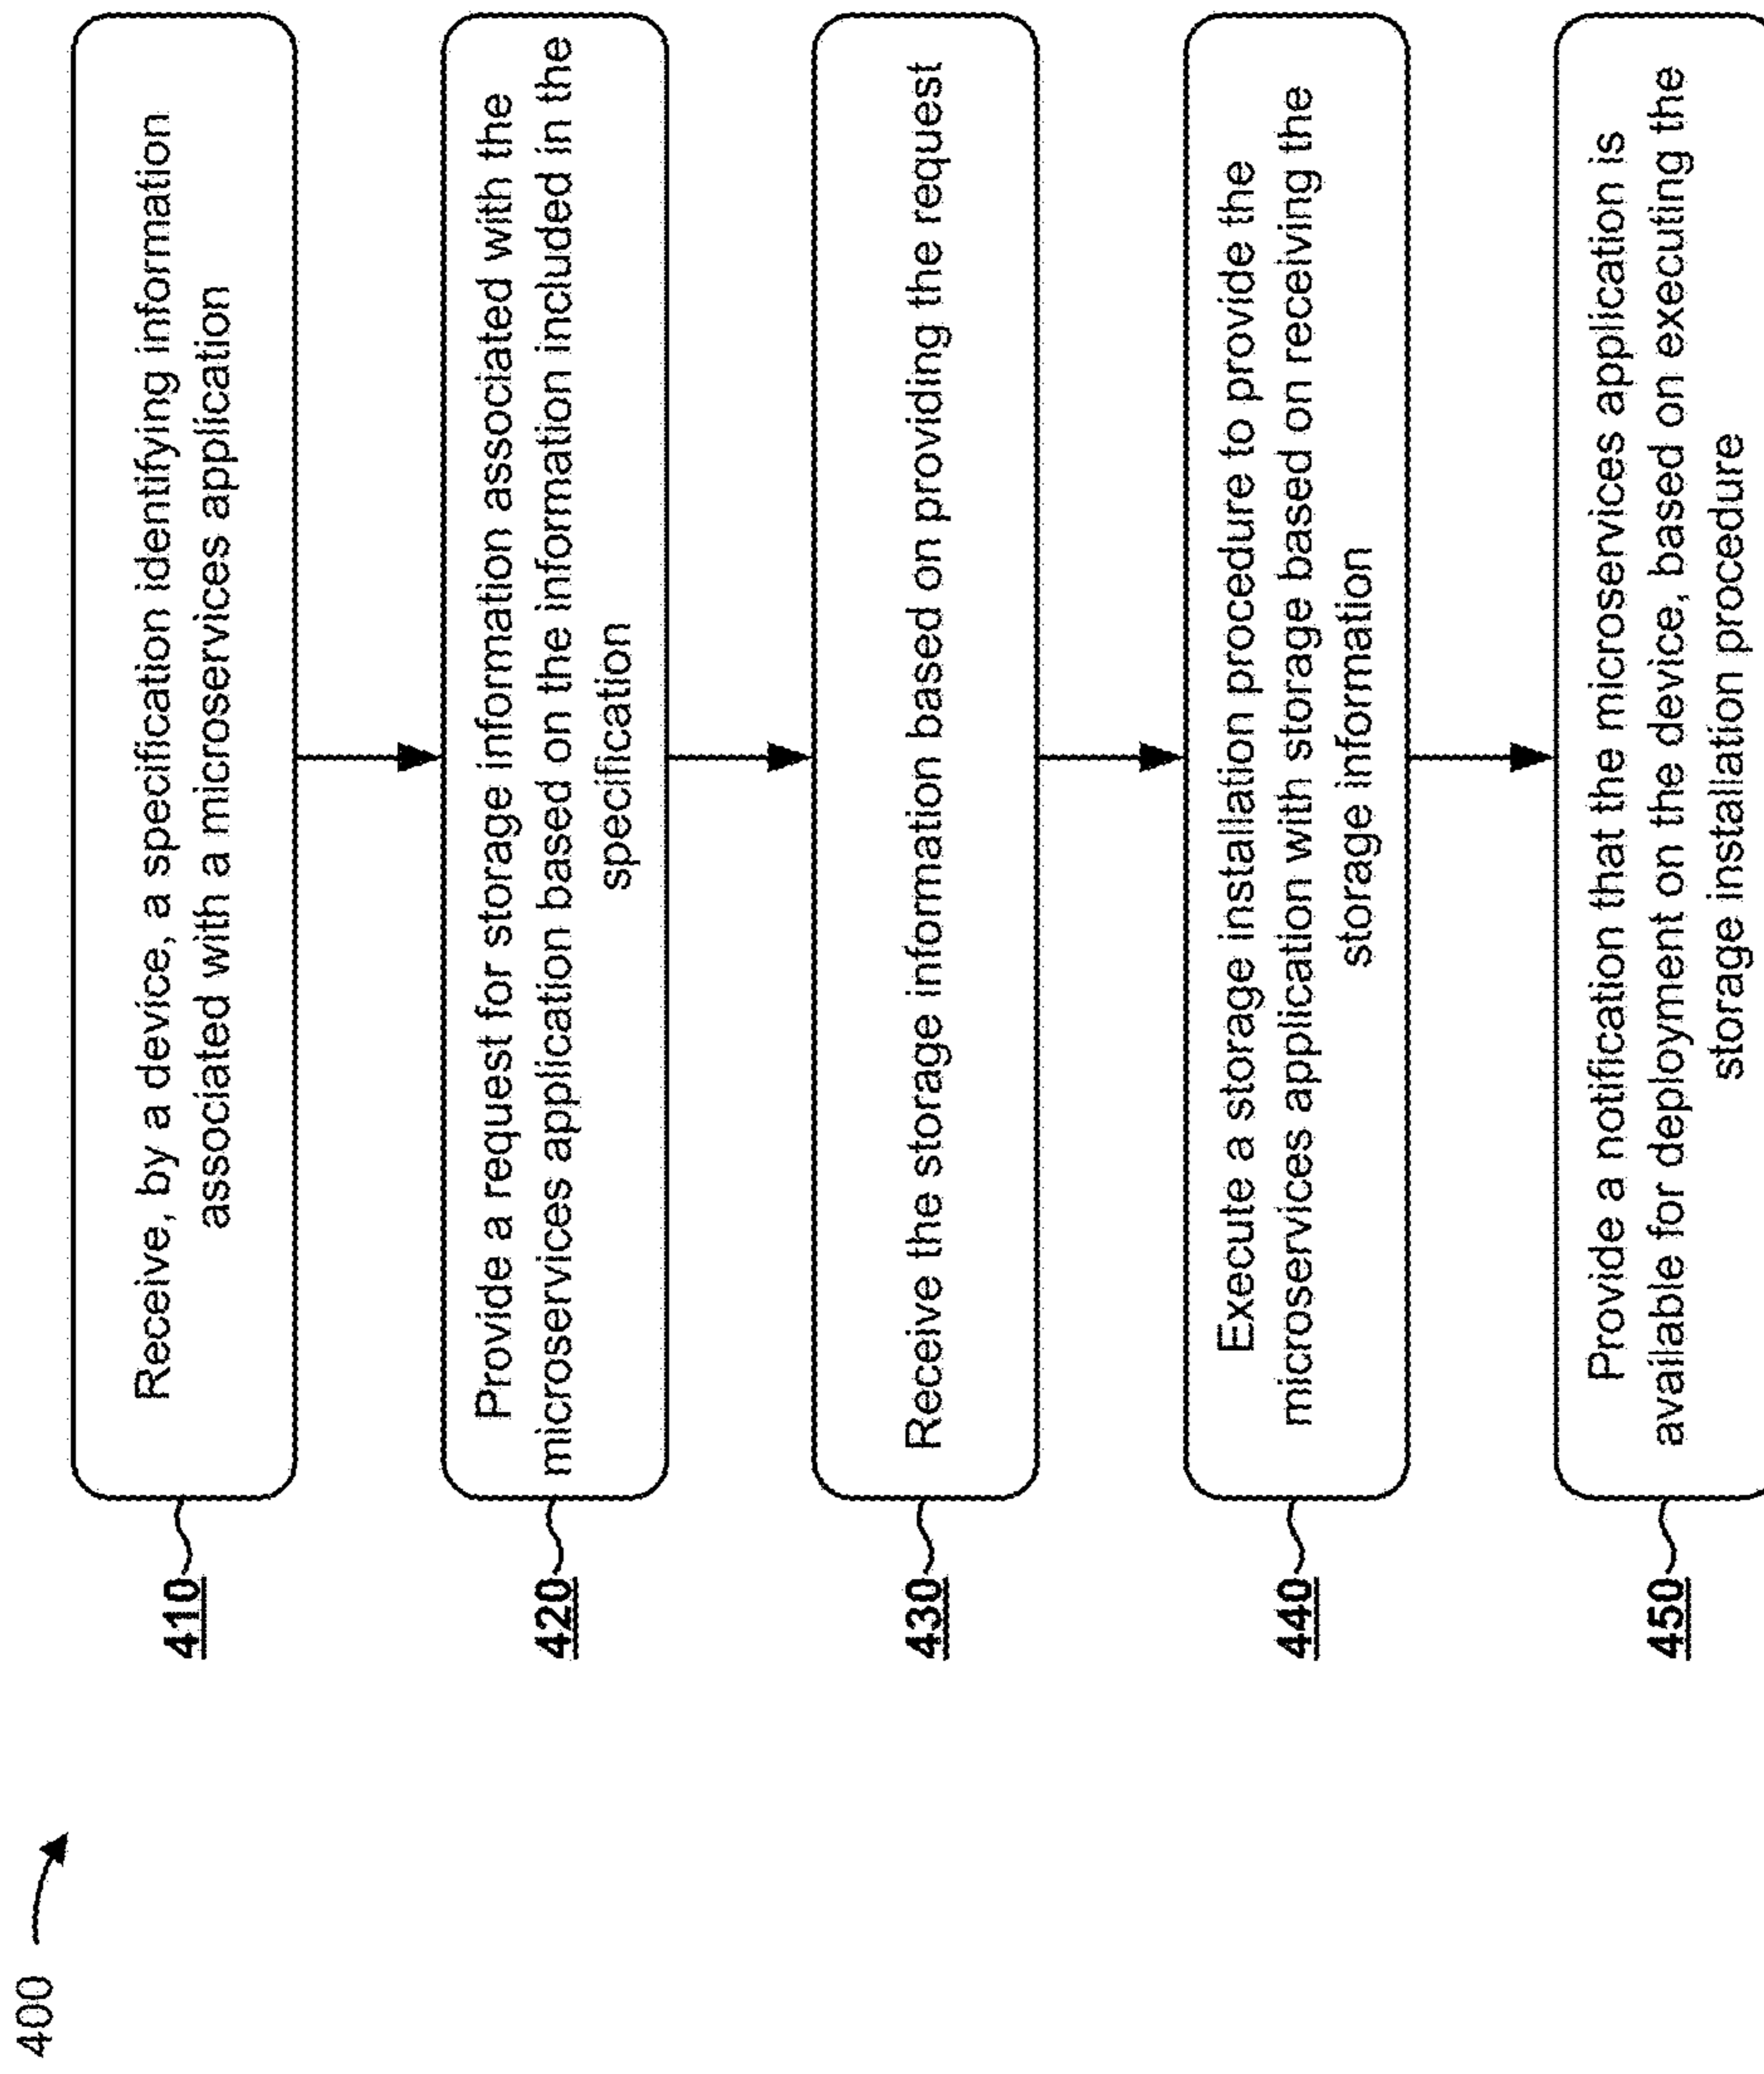 400
410
Receive, by a device, a specification identifying information
associated with a microservices application
420
Provide a request for storage information associated with the
microservices application based on the information included in the
specification
430
Receive the storage information based on providing the request
440
Execute a storage installation procedure to provide the
microservices application with storage based on receiving the
storage information
450
Provide a notification that the microservices application is
available for deployment on the device, based on executing the
storage installation procedure